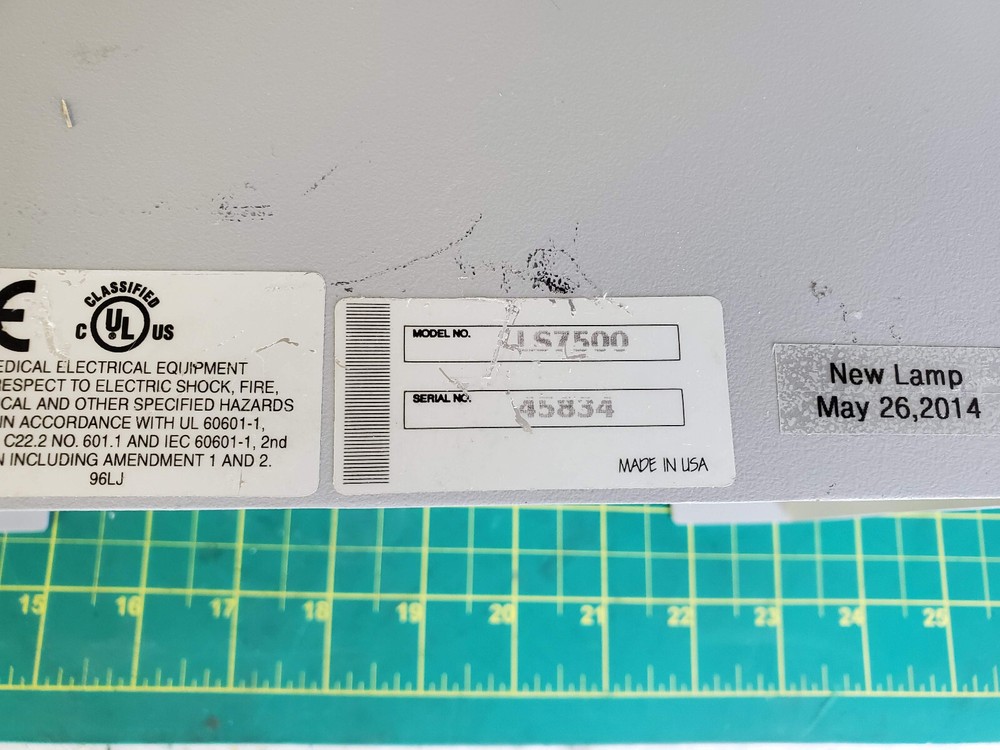 CE
CLASSIFIED
C UL US
EDICAL ELECTRICAL EQUIPMENT
RESPECT TO ELECTRIC SHOCK, FIRE,
ICAL AND OTHER SPECIFIED HAZARDS
IN ACCORDANCE WITH UL 60601-1,
C22.2 NO. 601.1 AND IEC 60601-1, 2nd
N INCLUDING AMENDMENT 1 AND 2.
96LJ
MODEL NO. LS7500
SERIAL NO. 45834
MADE IN USA
New Lamp
May 26,2014
15 16 17 18 19 20 21 22 23 24 25